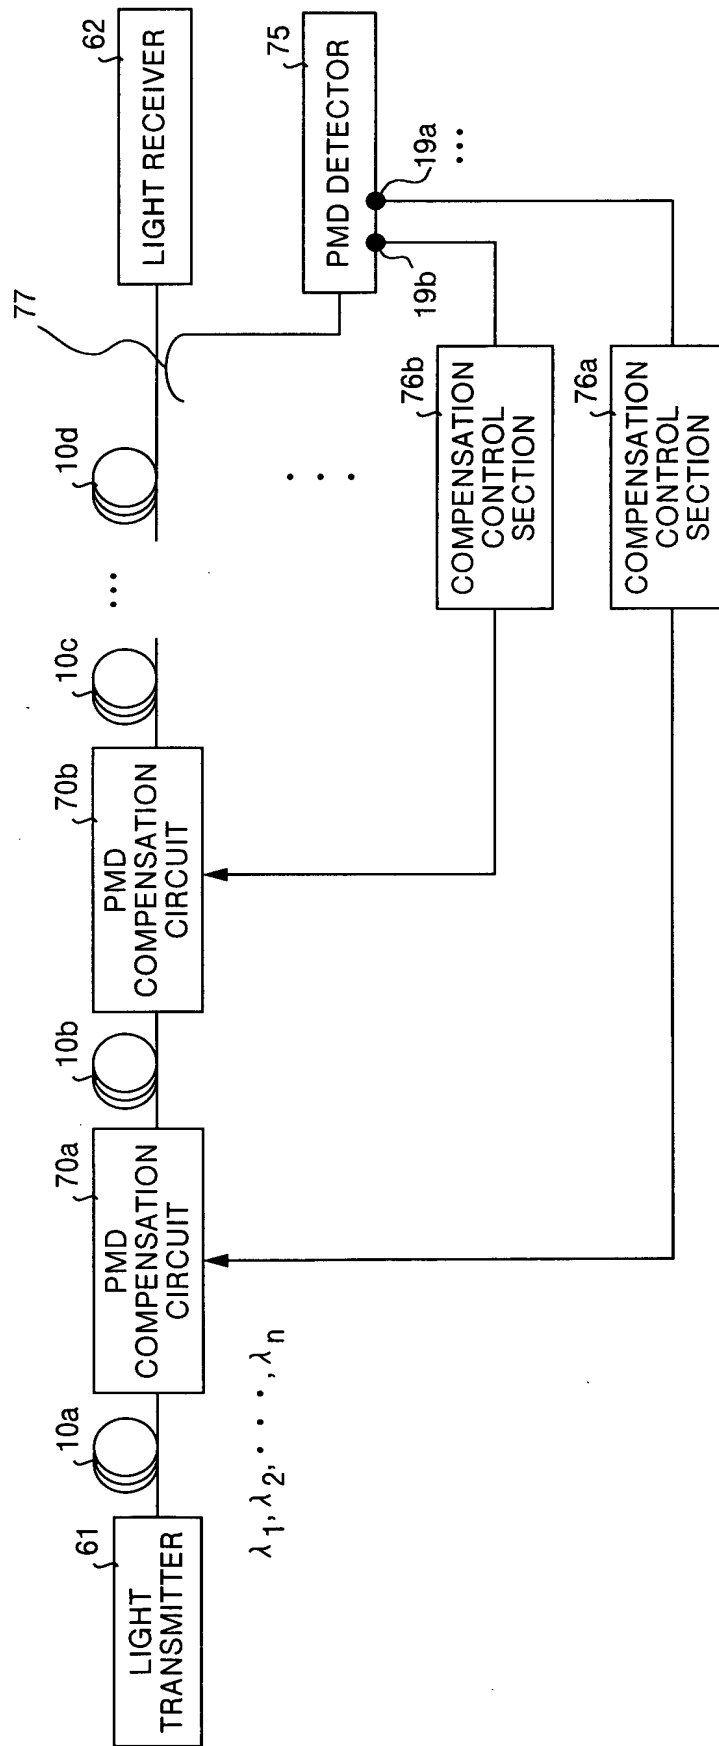 61
LIGHT
TRANSMITTER
10a
λ1, λ2, · · · · , λn
70a
PMD
COMPENSATION
CIRCUIT
10b
70b
PMD
COMPENSATION
CIRCUIT
10c
...
10d
77
62
LIGHT RECEIVER
75
PMD DETECTOR
19b
19a
...
...
76b
COMPENSATION
CONTROL
SECTION
76a
COMPENSATION
CONTROL
SECTION